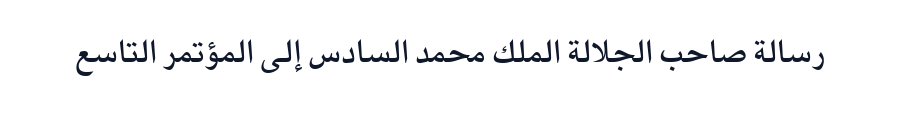 رسالة صاحب الجلالة الملك محمد السادس إلى المؤتمر التاسع